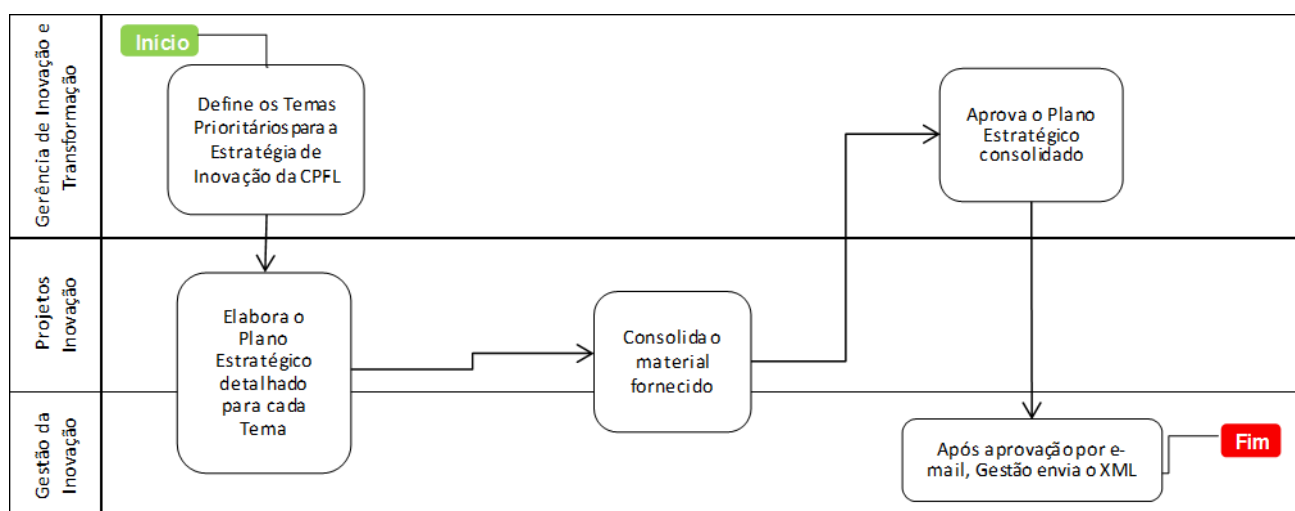 Gerência de Inovação e
Transformação
Início
Define os Temas
Prioritários para a
Estratégia de
Inovação da CPFL
Aprova o Plano
Estratégico
consolidado
Projetos
Inovação
Elabora o
Plano
Estratégico
detalhado
para cada
Tema
Consolida o
material
fornecido
Gestão da
Inovação
Após a aprovação por e-
mail, Gestão envia o XML
Fim